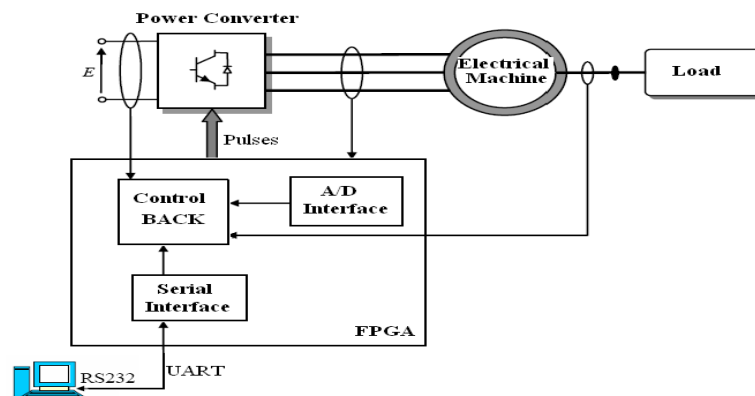 Power Converter
E
Electrical
Machine
Load
Pulses
Control
BACK
A/D
Interface
Serial
Interface
FPGA
UART
RS232